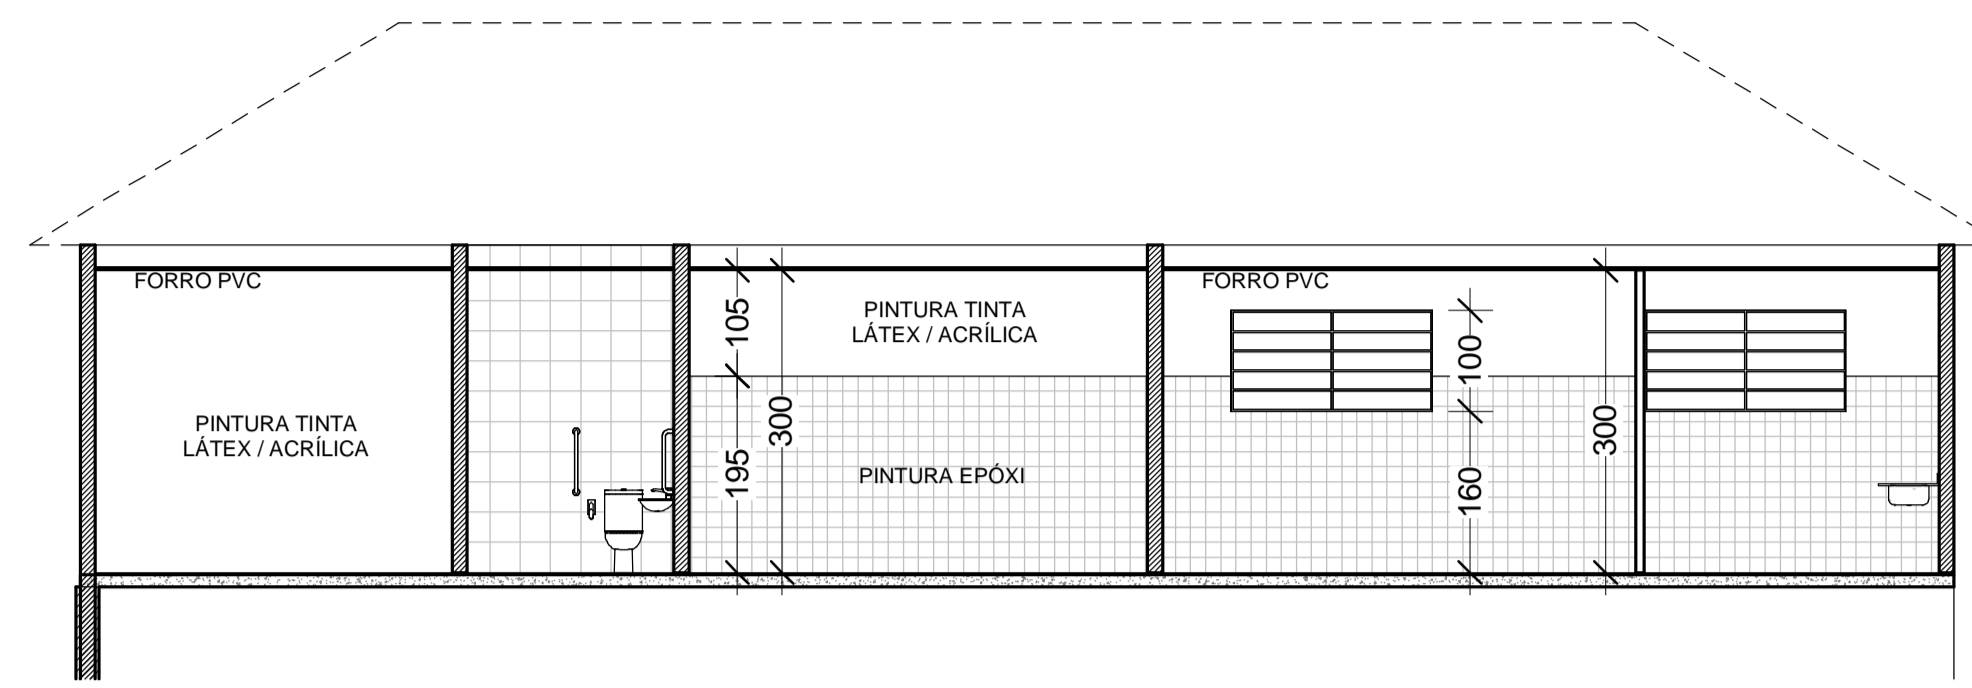 FORRO PVC
PINTURA TINTA
LÁTEX / ACRÍLICA
105
195
300
PINTURA TINTA
LÁTEX / ACRÍLICA
PINTURA EPÓXI
FORRO PVC
100
160
300